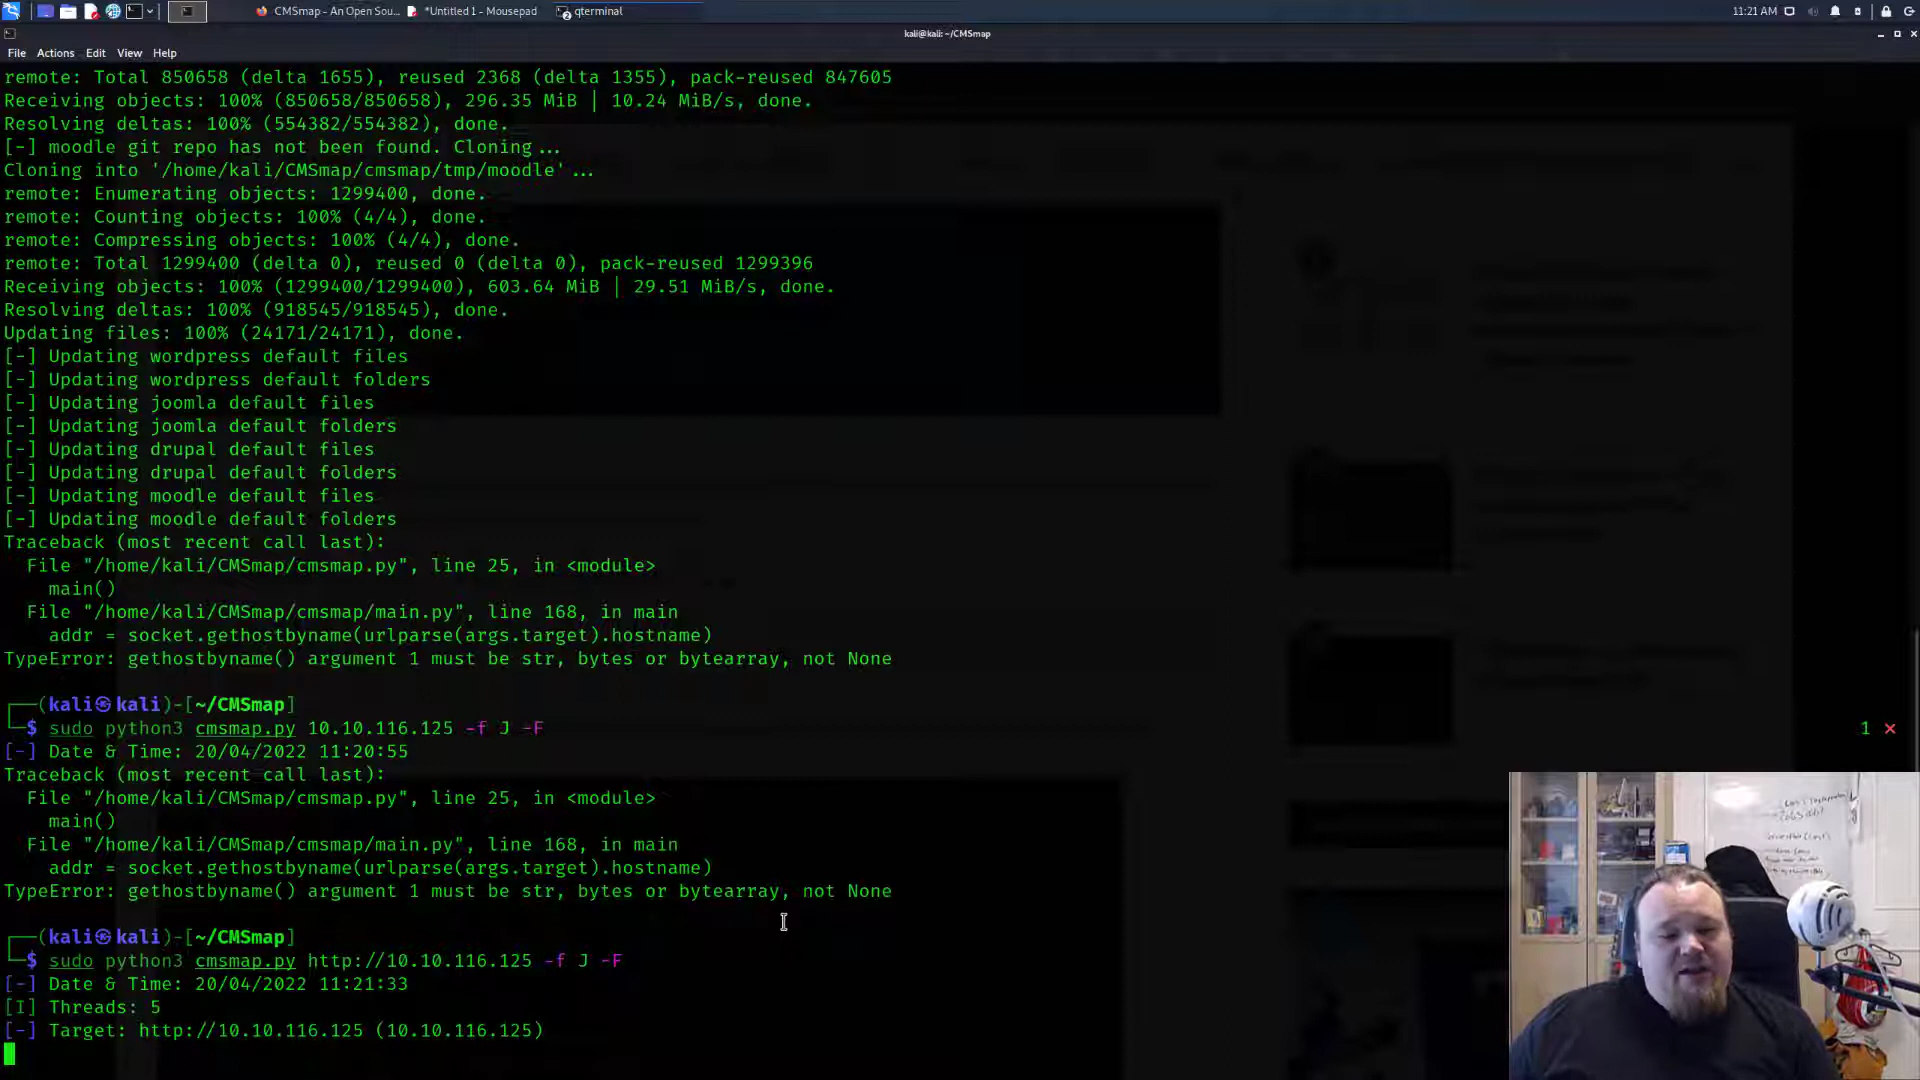 CMSmap - An Open Sou...
*Untitled 1 - Mousepad
qterminal
11:21 AM
kali@kali: ~/CMSmap
File Actions Edit View Help
remote: Total 850658 (delta 1655), reused 2368 (delta 1355), pack-reused 847605
Receiving objects: 100% (850658/850658), 296.35 MiB | 10.24 MiB/s, done.
Resolving deltas: 100% (554382/554382), done.
[-] moodle git repo has not been found. Cloning...
Cloning into '/home/kali/CMSmap/cmsmap/tmp/moodle'...
remote: Enumerating objects: 1299400, done.
remote: Counting objects: 100% (4/4), done.
remote: Compressing objects: 100% (4/4), done.
remote: Total 1299400 (delta 0), reused 0 (delta 0), pack-reused 1299396
Receiving objects: 100% (1299400/1299400), 603.64 MiB | 29.51 MiB/s, done.
Resolving deltas: 100% (918545/918545), done.
Updating files: 100% (24171/24171), done.
[-] Updating wordpress default files
[-] Updating wordpress default folders
[-] Updating joomla default files
[-] Updating joomla default folders
[-] Updating drupal default files
[-] Updating drupal default folders
[-] Updating moodle default files
[-] Updating moodle default folders
Traceback (most recent call last):
File "/home/kali/CMSmap/cmsmap.py", line 25, in <module>
main()
File "/home/kali/CMSmap/cmsmap/main.py", line 168, in main
addr = socket.gethostbyname(urlparse(args.target).hostname)
TypeError: gethostbyname() argument 1 must be str, bytes or bytearray, not None
┌──(kali㉿kali)-[~/CMSmap]
└─$ sudo python3 cmsmap.py 10.10.116.125 -f J -F 1 ⨯
[-] Date & Time: 20/04/2022 11:20:55
Traceback (most recent call last):
File "/home/kali/CMSmap/cmsmap.py", line 25, in <module>
main()
File "/home/kali/CMSmap/cmsmap/main.py", line 168, in main
addr = socket.gethostbyname(urlparse(args.target).hostname)
TypeError: gethostbyname() argument 1 must be str, bytes or bytearray, not None
┌──(kali㉿kali)-[~/CMSmap]
└─$ sudo python3 cmsmap.py http://10.10.116.125 -f J -F
[-] Date & Time: 20/04/2022 11:21:33
[I] Threads: 5
[-] Target: http://10.10.116.125 (10.10.116.125)